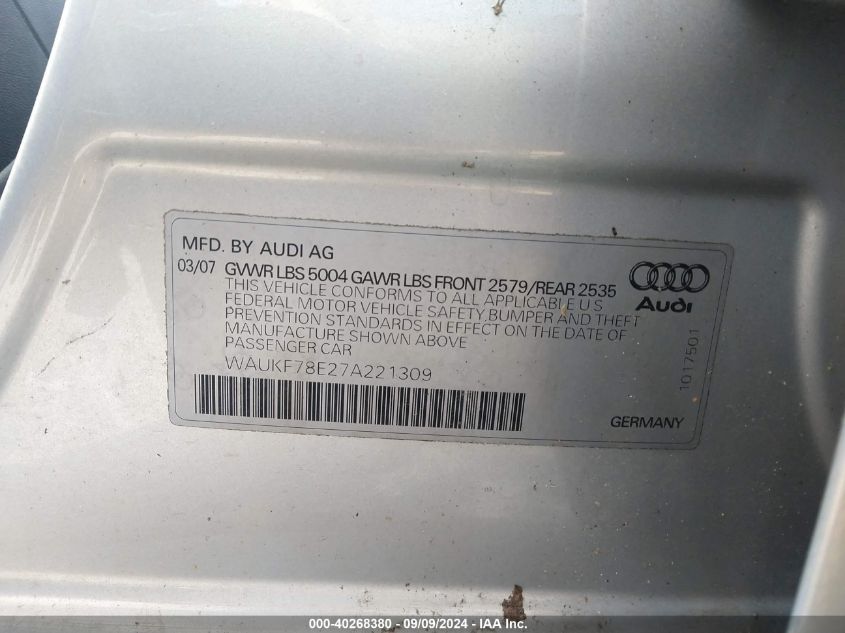 MFD. BY AUDI AG
03/07 GVWR LBS 5004 GAWR LBS FRONT 2579/REAR 2535
THIS VEHICLE CONFORMS TO ALL APPLICABLE U S
FEDERAL MOTOR VEHICLE SAFETY,BUMPER AND THEFT
PREVENTION STANDARDS IN EFFECT ON THE DATE OF
MANUFACTURE SHOWN ABOVE
PASSENGER CAR
WAUKF78E27A221309
Audi
1017501
GERMANY
000-40268380 - 09/09/2024 - IAA Inc.